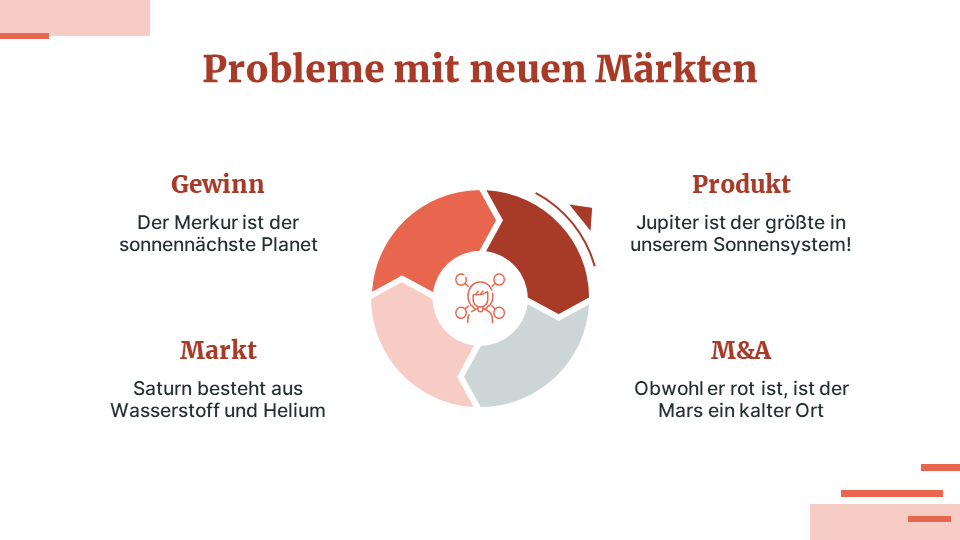 Probleme mit neuen Märkten
Gewinn
Der Merkur ist der
sonnennächste Planet
Produkt
Jupiter ist der größte in
unserem Sonnensystem!
Markt
Saturn besteht aus
Wasserstoff und Helium
M&A
Obwohl er rot ist, ist der
Mars ein kalter Ort